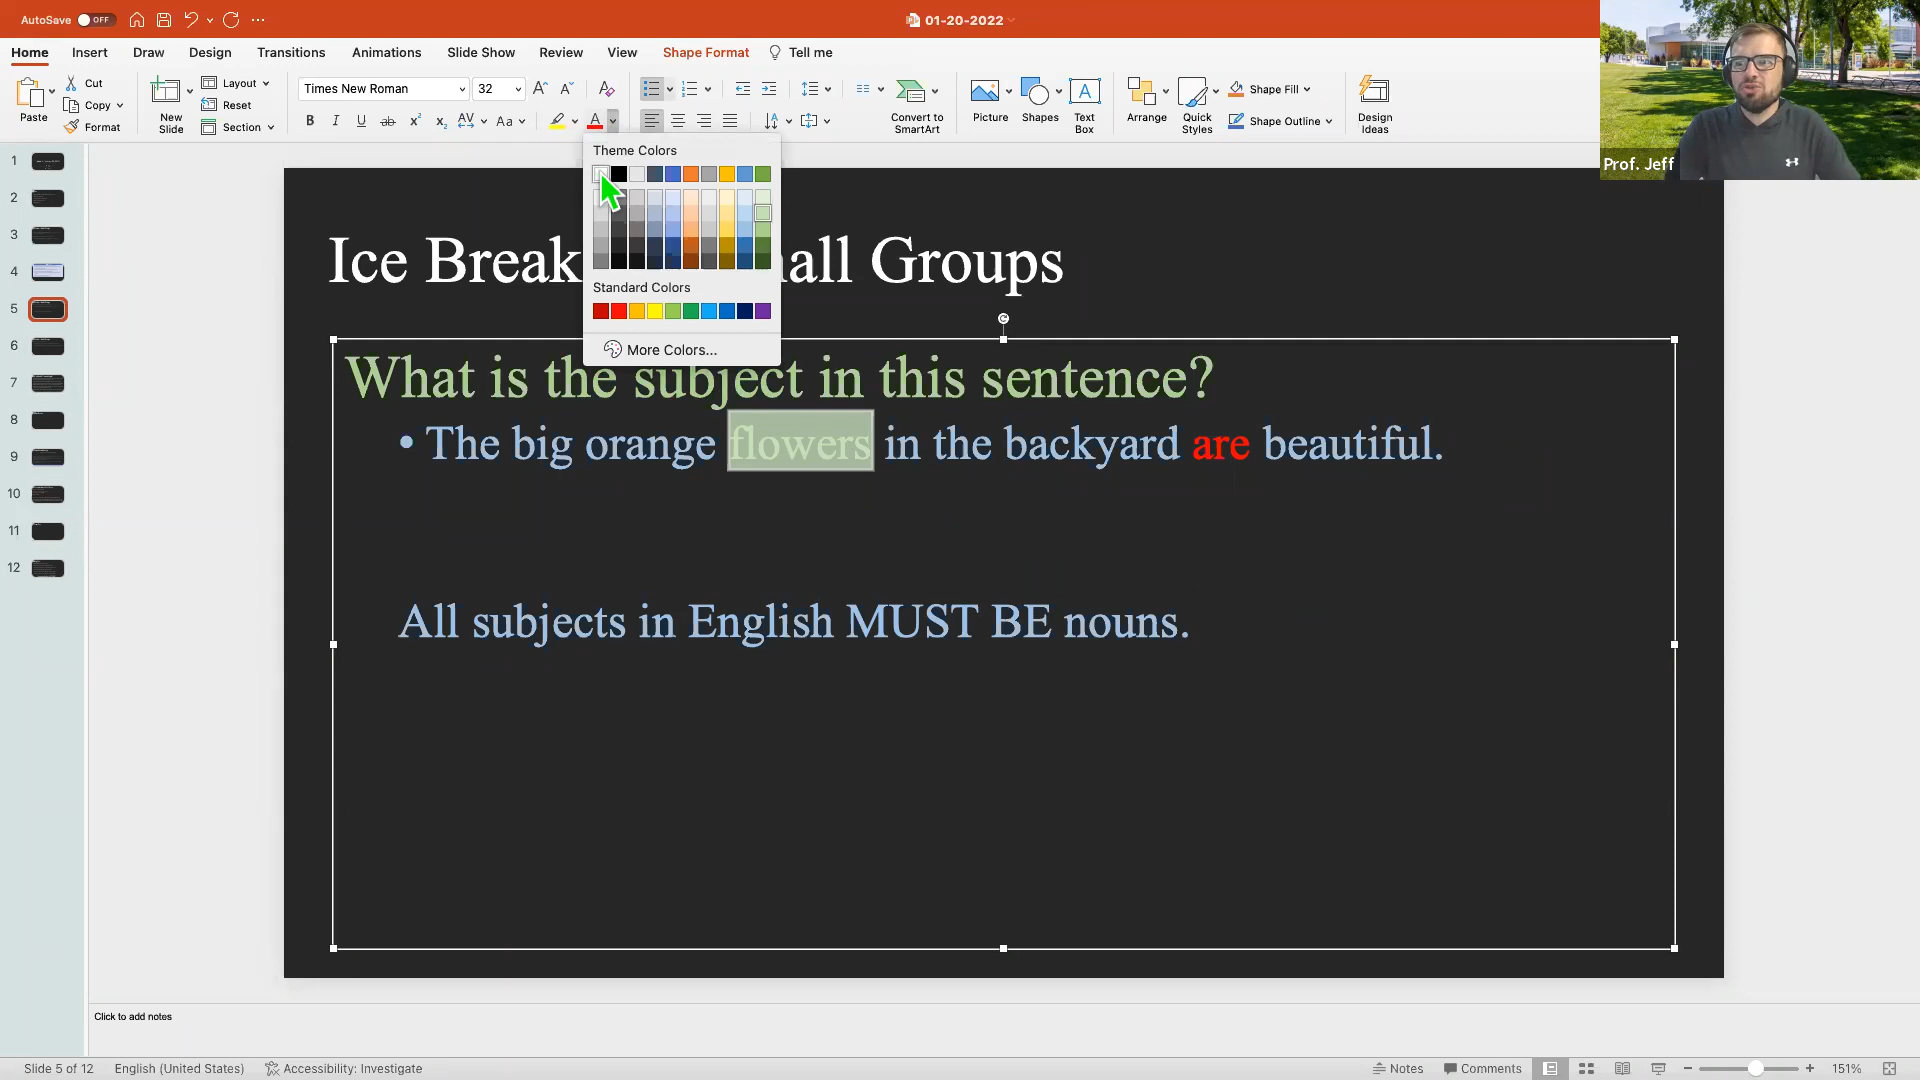 AutoSave OFF
01-20-2022
Home Insert Draw Design Transitions Animations Slide Show Review View Shape Format Tell me
Paste
Cut
Copy
Format
New Slide
Layout
Reset
Section
Times New Roman 32
Convert to SmartArt
Picture
Shapes
Text Box
Arrange
Quick Styles
Shape Fill
Shape Outline
Design Ideas
Prof. Jeff
Theme Colors
Standard Colors
More Colors...
1
2
3
4
5
6
7
8
9
10
11
12
Ice Break all Groups
What is the subject in this sentence?
• The big orange flowers in the backyard are beautiful.
All subjects in English MUST BE nouns.
Click to add notes
Slide 5 of 12 English (United States) Accessibility: Investigate Notes Comments 151%